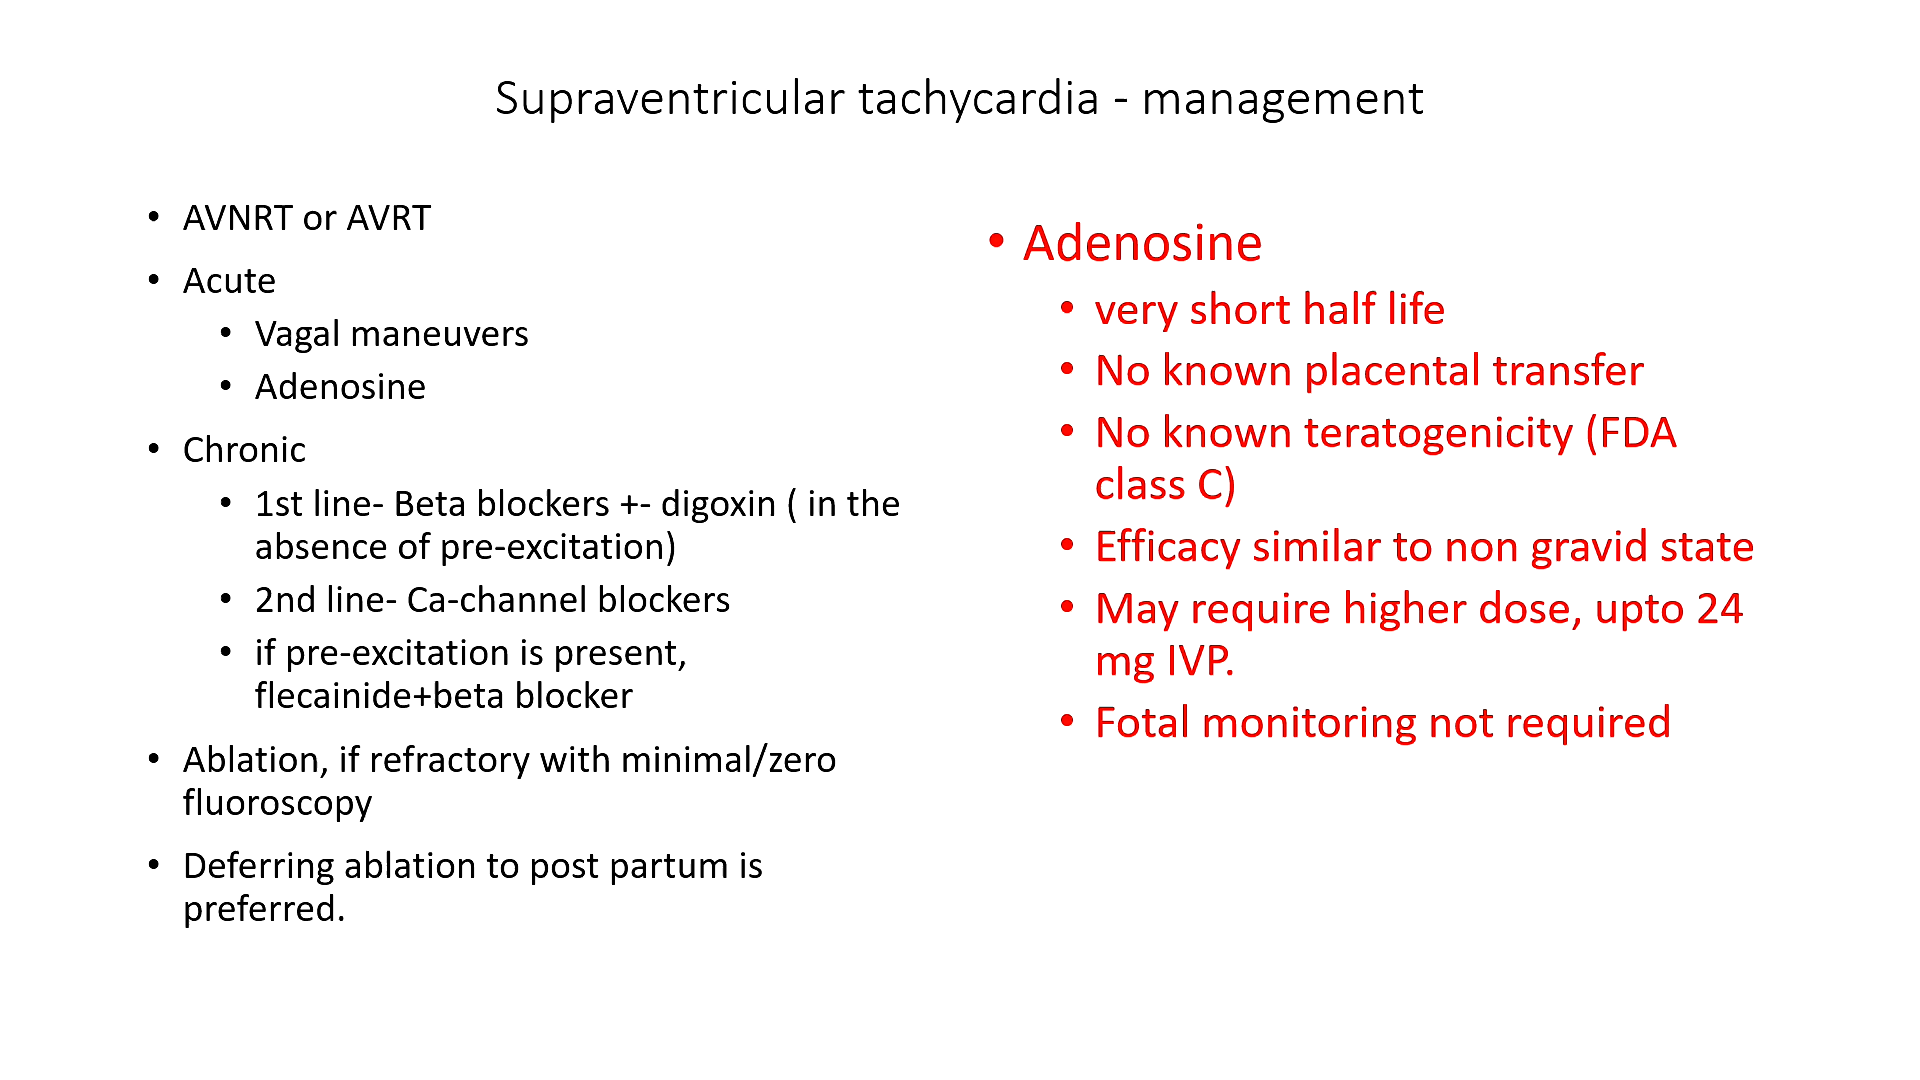 Supraventricular tachycardia - management
• AVNRT or AVRT
• Acute
• Vagal maneuvers
• Adenosine
• Chronic
• 1st line- Beta blockers +- digoxin ( in the
absence of pre-excitation)
• 2nd line- Ca-channel blockers
• if pre-excitation is present,
flecainide+beta blocker
• Ablation, if refractory with minimal/zero
fluoroscopy
• Deferring ablation to post partum is
preferred.
• Adenosine
• very short half life
• No known placental transfer
• No known teratogenicity (FDA
class C)
• Efficacy similar to non gravid state
• May require higher dose, upto 24
mg IVP.
• Fotal monitoring not required